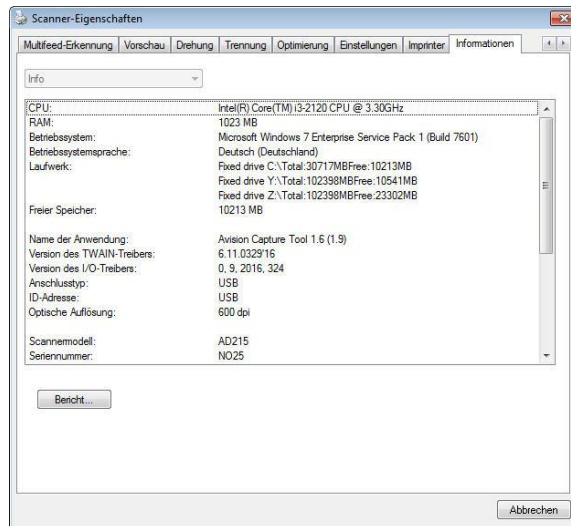 Scanner-Eigenschaften
Multifeed-Erkennung Vorschau Drehung Trennung Optimierung Einstellungen Imprinter Informationen
Info
CPU: Intel(R) Core(TM) i3-2120 CPU @ 3.30GHz
RAM: 1023 MB
Betriebssystem: Microsoft Windows 7 Enterprise Service Pack 1 (Build 7601)
Betriebssystemsprache: Deutsch (Deutschland)
Laufwerk: Fixed drive C:\Total:30717MBFree:10213MB
Fixed drive Y:\Total:102398MBFree:10541MB
Fixed drive Z:\Total:102398MBFree:23302MB
Freier Speicher: 10213 MB
Name der Anwendung: Avision Capture Tool 1.6 (1.9)
Version des TWAIN-Treibers: 6.11.0329'16
Version des I/O-Treibers: 0, 9, 2016, 324
Anschlusstyp: USB
ID-Adresse: USB
Optische Auflösung: 600 dpi
Scannermodell: AD215
Seriennummer: NO25
Bericht...
Abbrechen